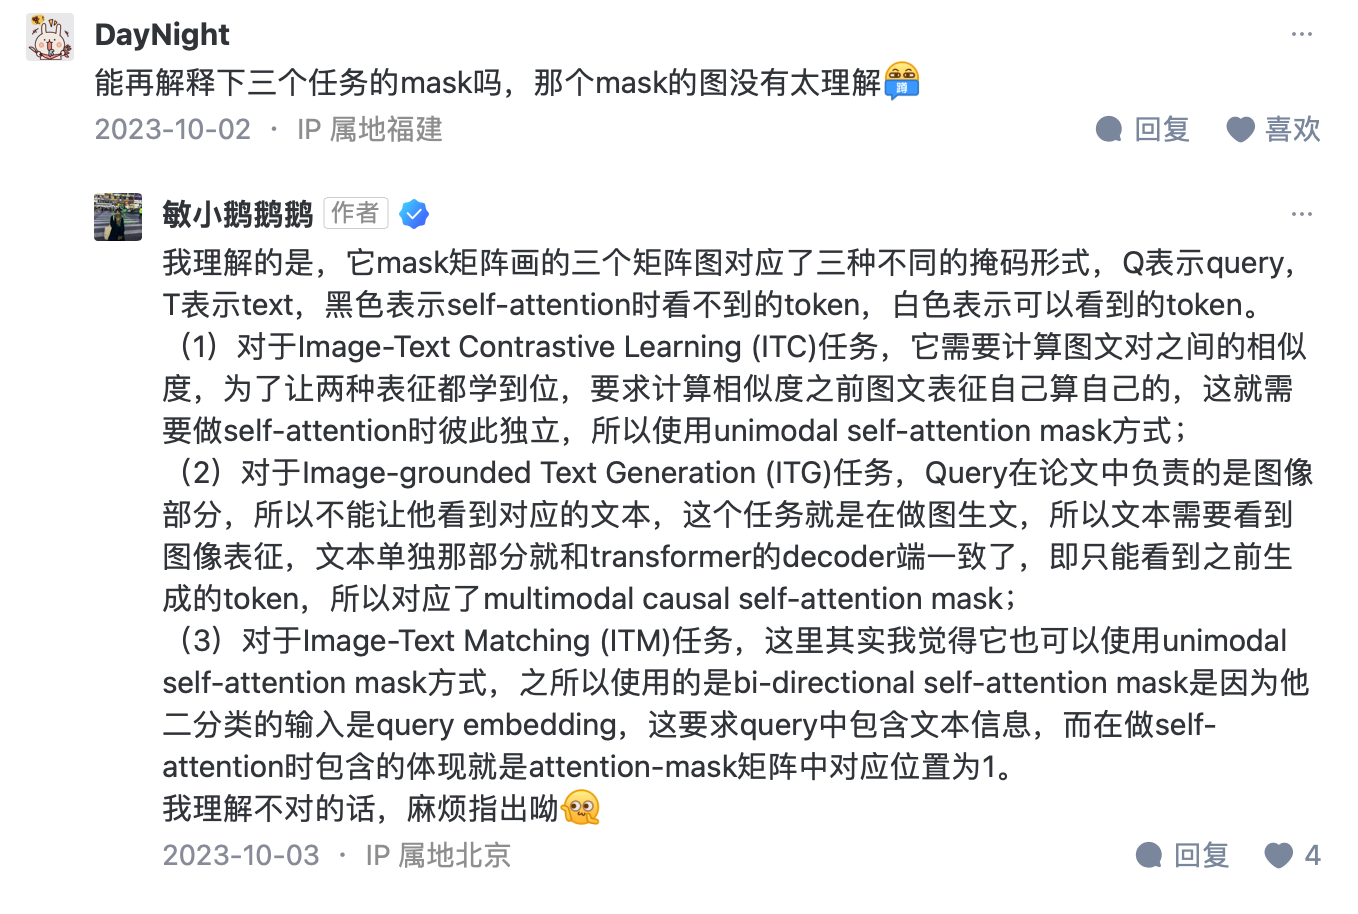 DayNight
能再解释下三个任务的mask吗，那个mask的图没有太理解
蹲
2023-10-02 · IP 属地福建
回复 喜欢
敏小鹅鹅鹅 作者
我理解的是，它mask矩阵画的三个矩阵图对应了三种不同的掩码形式，Q表示query，
T表示text，黑色表示self-attention时看不到的token，白色表示可以看到的token。
（1）对于Image-Text Contrastive Learning (ITC)任务，它需要计算图文对之间的相似
度，为了让两种表征都学到位，要求计算相似度之前图文表征自己算自己的，这就需
要做self-attention时彼此独立，所以使用unimodal self-attention mask方式；
（2）对于Image-grounded Text Generation (ITG)任务，Query在论文中负责的是图像
部分，所以不能让他看到对应的文本，这个任务就是在做图生文，所以文本需要看到
图像表征，文本单独那部分就和transformer的decoder端一致了，即只能看到之前生
成的token，所以对应了multimodal causal self-attention mask；
（3）对于Image-Text Matching (ITM)任务，这里其实我觉得它也可以使用unimodal
self-attention mask方式，之所以使用的是bi-directional self-attention mask是因为他
二分类的输入是query embedding，这要求query中包含文本信息，而在做self-
attention时包含的体现就是attention-mask矩阵中对应位置为1。
我理解不对的话，麻烦指出呦
2023-10-03 · IP 属地北京
回复 4